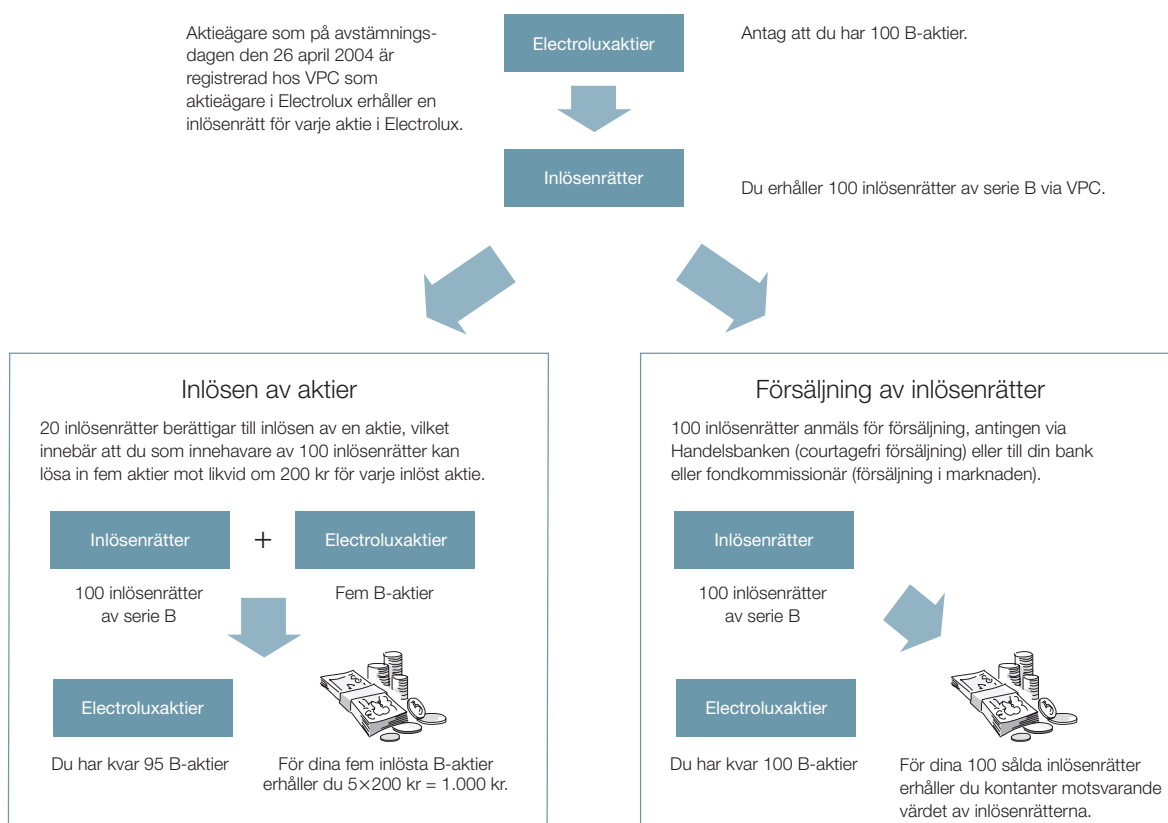 Aktieägare som på avstämnings-
dagen den 26 april 2004 är
registrerad hos VPC som
aktieägare i Electrolux erhåller en
inlösenrätt för varje aktie i Electrolux.
Electroluxaktier
Antag att du har 100 B-aktier.
Inlösenrätter
Du erhåller 100 inlösenrätter av serie B via VPC.
Inlösen av aktier
20 inlösenrätter berättigar till inlösen av en aktie, vilket
innebär att du som innehavare av 100 inlösenrätter kan
lösa in fem aktier mot likvid om 200 kr för varje inlöst aktie.
Inlösenrätter
+
Electroluxaktier
100 inlösenrätter
av serie B
Fem B-aktier
Electroluxaktier
Du har kvar 95 B-aktier
För dina fem inlösta B-aktier
erhåller du 5×200 kr = 1.000 kr.
Försäljning av inlösenrätter
100 inlösenrätter anmäls för försäljning, antingen via
Handelsbanken (courtagefri försäljning) eller till din bank
eller fondkommissionär (försäljning i marknaden).
Inlösenrätter
100 inlösenrätter
av serie B
Electroluxaktier
Du har kvar 100 B-aktier
För dina 100 sålda inlösenrätter
erhåller du kontanter motsvarande
värdet av inlösenrätterna.